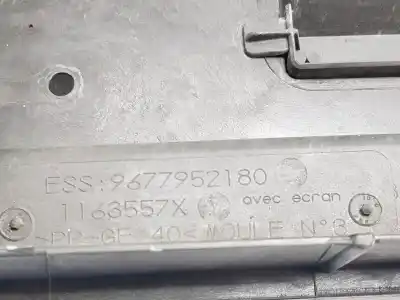 ESS:9677952180
1163557X avec ecran
>PP-GF 40< MOULE N°3